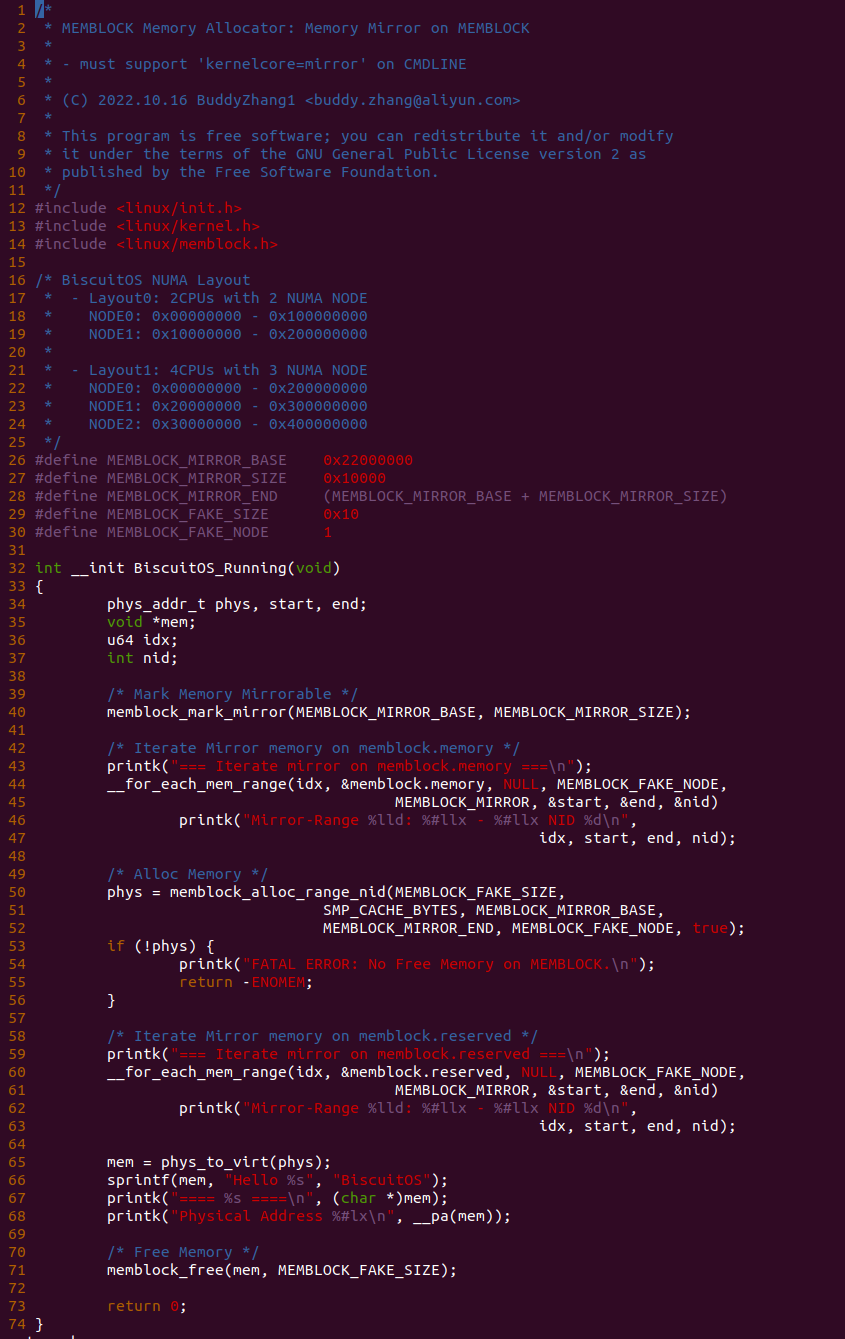 1 /*
2  * MEMBLOCK Memory Allocator: Memory Mirror on MEMBLOCK
3  *
4  * - must support 'kernelcore=mirror' on CMDLINE
5  *
6  * (C) 2022.10.16 BuddyZhang1 <buddy.zhang@aliyun.com>
7  *
8  * This program is free software; you can redistribute it and/or modify
9  * it under the terms of the GNU General Public License version 2 as
10  * published by the Free Software Foundation.
11  */
12 #include <linux/init.h>
13 #include <linux/kernel.h>
14 #include <linux/memblock.h>
15
16 /* BiscuitOS NUMA Layout
17  *  - Layout0: 2CPUs with 2 NUMA NODE
18  *    NODE0: 0x00000000 - 0x100000000
19  *    NODE1: 0x10000000 - 0x200000000
20  *
21  *  - Layout1: 4CPUs with 3 NUMA NODE
22  *    NODE0: 0x00000000 - 0x200000000
23  *    NODE1: 0x20000000 - 0x300000000
24  *    NODE2: 0x30000000 - 0x400000000
25  */
26 #define MEMBLOCK_MIRROR_BASE    0x22000000
27 #define MEMBLOCK_MIRROR_SIZE    0x10000
28 #define MEMBLOCK_MIRROR_END     (MEMBLOCK_MIRROR_BASE + MEMBLOCK_MIRROR_SIZE)
29 #define MEMBLOCK_FAKE_SIZE      0x10
30 #define MEMBLOCK_FAKE_NODE      1
31
32 int __init BiscuitOS_Running(void)
33 {
34         phys_addr_t phys, start, end;
35         void *mem;
36         u64 idx;
37         int nid;
38
39         /* Mark Memory Mirrorable */
40         memblock_mark_mirror(MEMBLOCK_MIRROR_BASE, MEMBLOCK_MIRROR_SIZE);
41
42         /* Iterate Mirror memory on memblock.memory */
43         printk("=== Iterate mirror on memblock.memory ===\n");
44         __for_each_mem_range(idx, &memblock.memory, NULL, MEMBLOCK_FAKE_NODE,
45                                         MEMBLOCK_MIRROR, &start, &end, &nid)
46                 printk("Mirror-Range %lld: %#llx - %#llx NID %d\n",
47                                                         idx, start, end, nid);
48
49         /* Alloc Memory */
50         phys = memblock_alloc_range_nid(MEMBLOCK_FAKE_SIZE,
51                                 SMP_CACHE_BYTES, MEMBLOCK_MIRROR_BASE,
52                                 MEMBLOCK_MIRROR_END, MEMBLOCK_FAKE_NODE, true);
53         if (!phys) {
54                 printk("FATAL ERROR: No Free Memory on MEMBLOCK.\n");
55                 return -ENOMEM;
56         }
57
58         /* Iterate Mirror memory on memblock.reserved */
59         printk("=== Iterate mirror on memblock.reserved ===\n");
60         __for_each_mem_range(idx, &memblock.reserved, NULL, MEMBLOCK_FAKE_NODE,
61                                         MEMBLOCK_MIRROR, &start, &end, &nid)
62                 printk("Mirror-Range %lld: %#llx - %#llx NID %d\n",
63                                                         idx, start, end, nid);
64
65         mem = phys_to_virt(phys);
66         sprintf(mem, "Hello %s", "BiscuitOS");
67         printk("==== %s ====\n", (char *)mem);
68         printk("Physical Address %#lx\n", __pa(mem));
69
70         /* Free Memory */
71         memblock_free(mem, MEMBLOCK_FAKE_SIZE);
72
73         return 0;
74 }